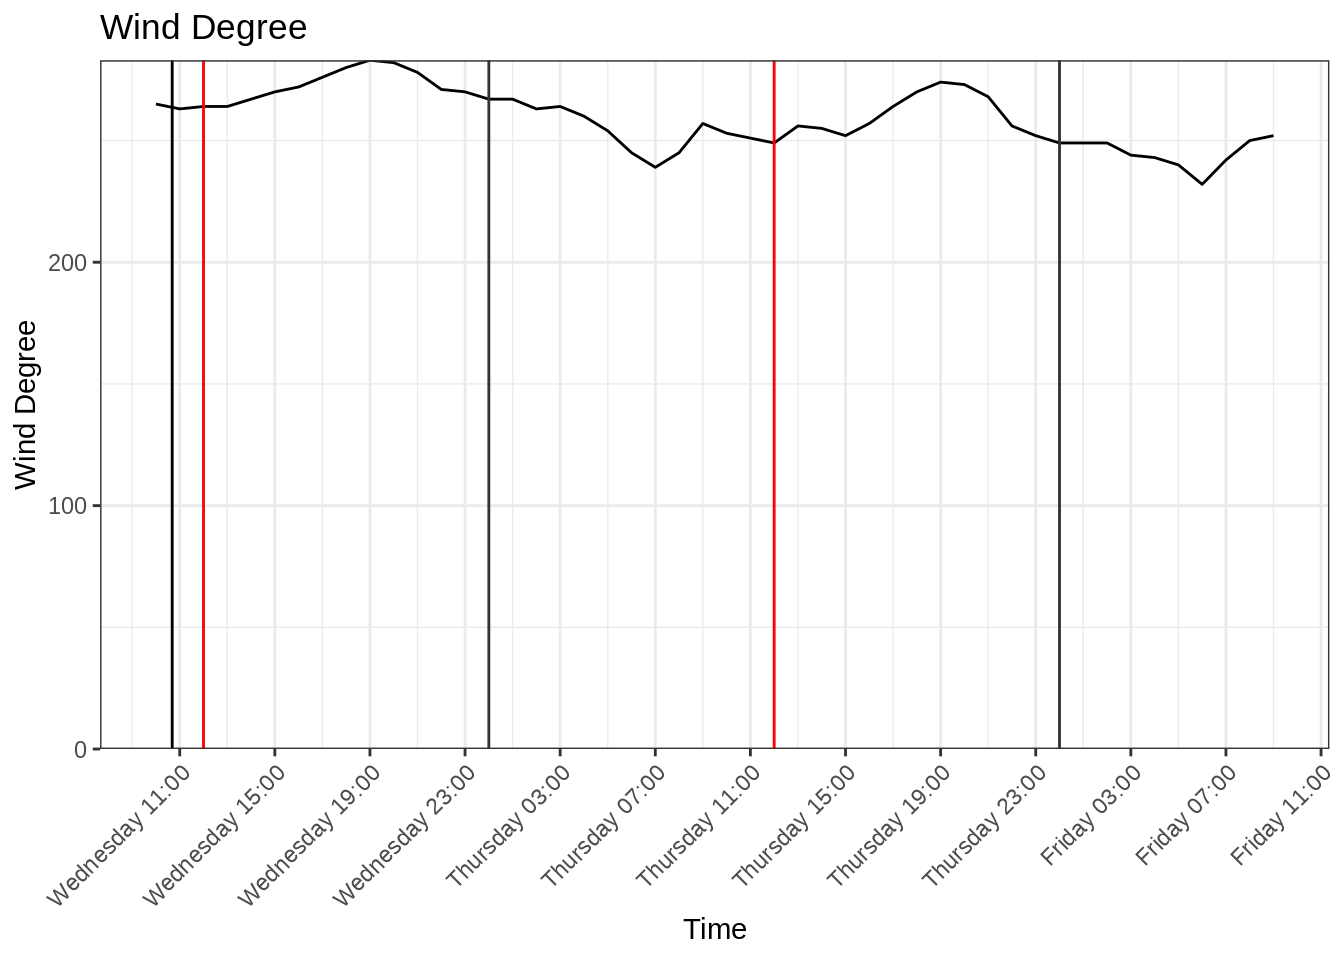 Wind Degree
Wind Degree
200
100
0
Wednesday 11:00
Wednesday 15:00
Wednesday 19:00
Wednesday 23:00
Thursday 03:00
Thursday 07:00
Thursday 11:00
Thursday 15:00
Thursday 19:00
Thursday 23:00
Friday 03:00
Friday 07:00
Friday 11:00
Time